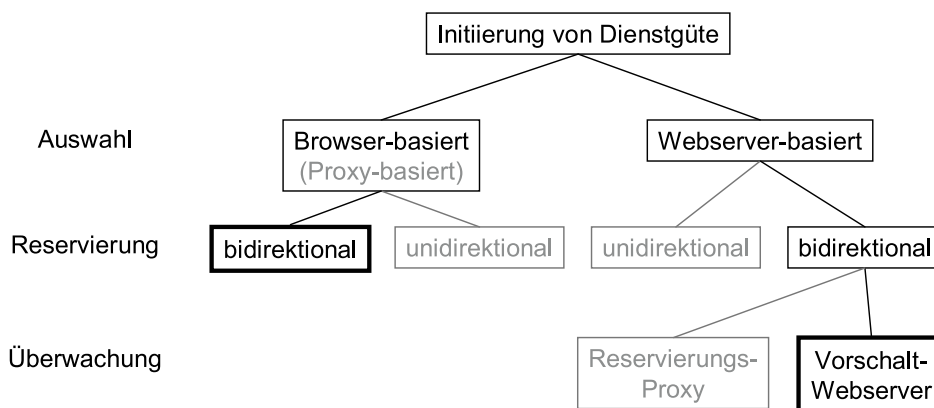 Initiierung von Dienstgüte
Auswahl
Browser-basiert
(Proxy-basiert)
Webserver-basiert
Reservierung
bidirektional
unidirektional
unidirektional
bidirektional
Überwachung
Reservierungs-
Proxy
Vorschalt-
Webserver